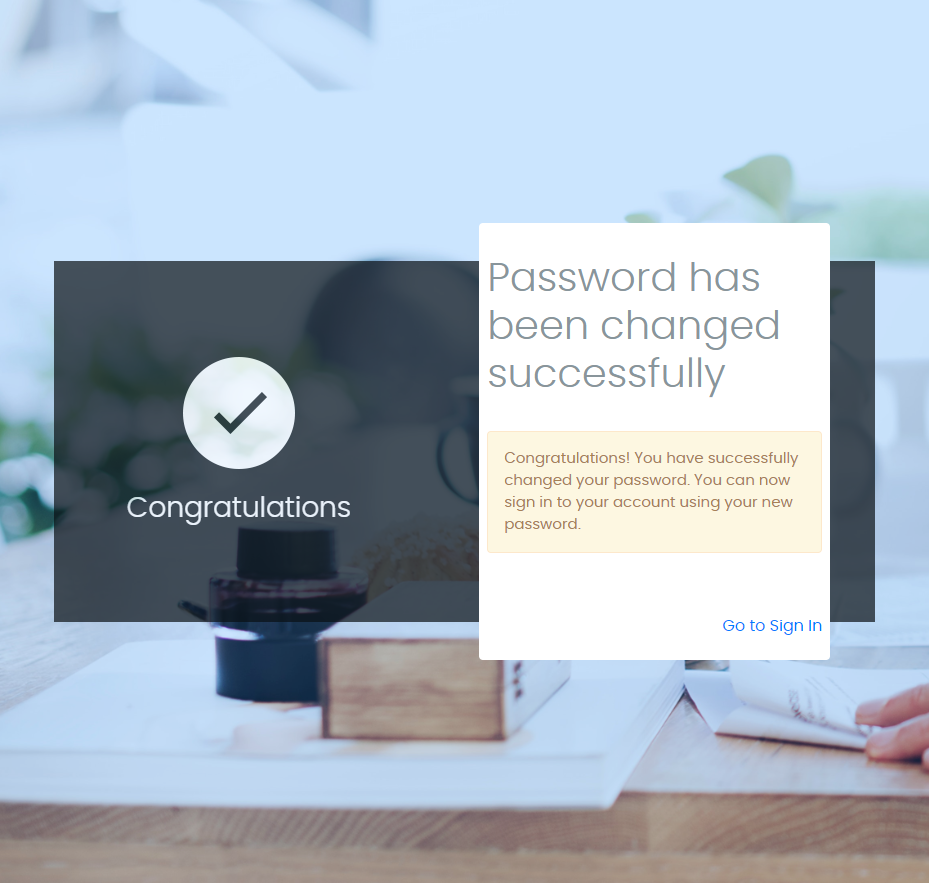 Congratulations
Password has
been changed
successfully
Congratulations! You have successfully
changed your password. You can now
sign in to your account using your new
password.
Go to Sign In